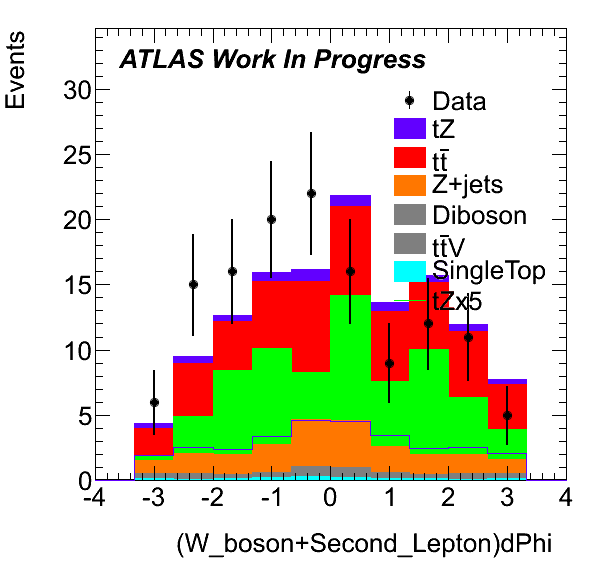 Events
ATLAS Work In Progress
30
25
20
15
10
5
0
Data
tZ
tt̄
Z+jets
Diboson
tt̄V
SingleTop
tZx5
-4 -3 -2 -1 0 1 2 3 4
(W_boson+Second_Lepton)dPhi